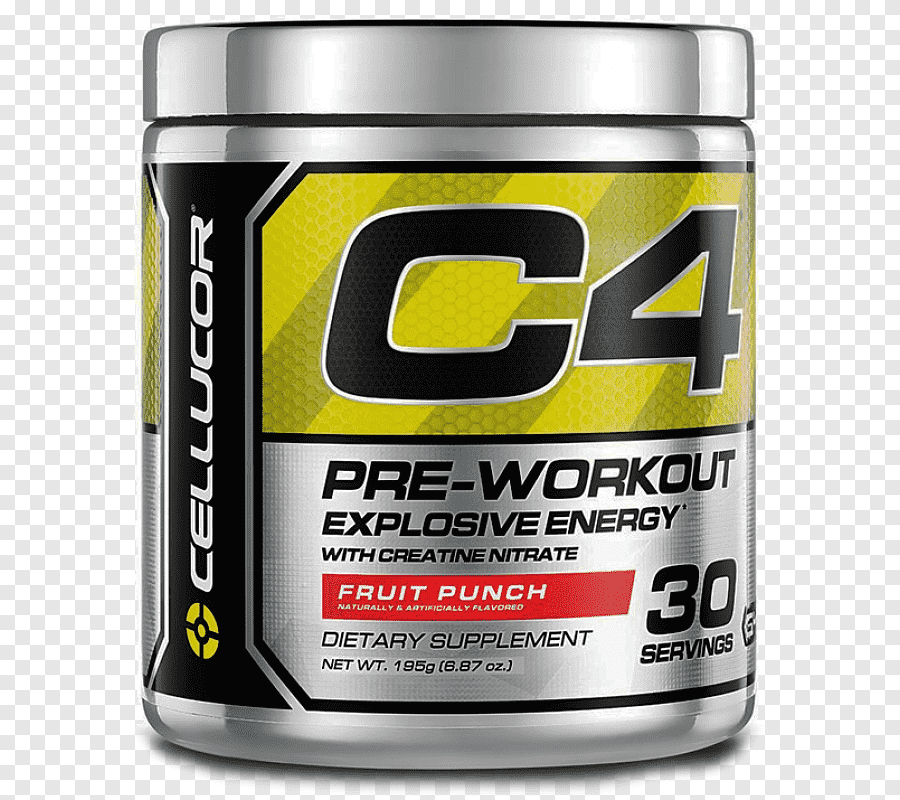 CELLUCOR®
C4
PRE-WORKOUT
EXPLOSIVE ENERGY*
WITH CREATINE NITRATE
FRUIT PUNCH
NATURALLY & ARTIFICIALLY FLAVORED
DIETARY SUPPLEMENT
NET WT. 195g (6.87 oz.)
30
SERVINGS